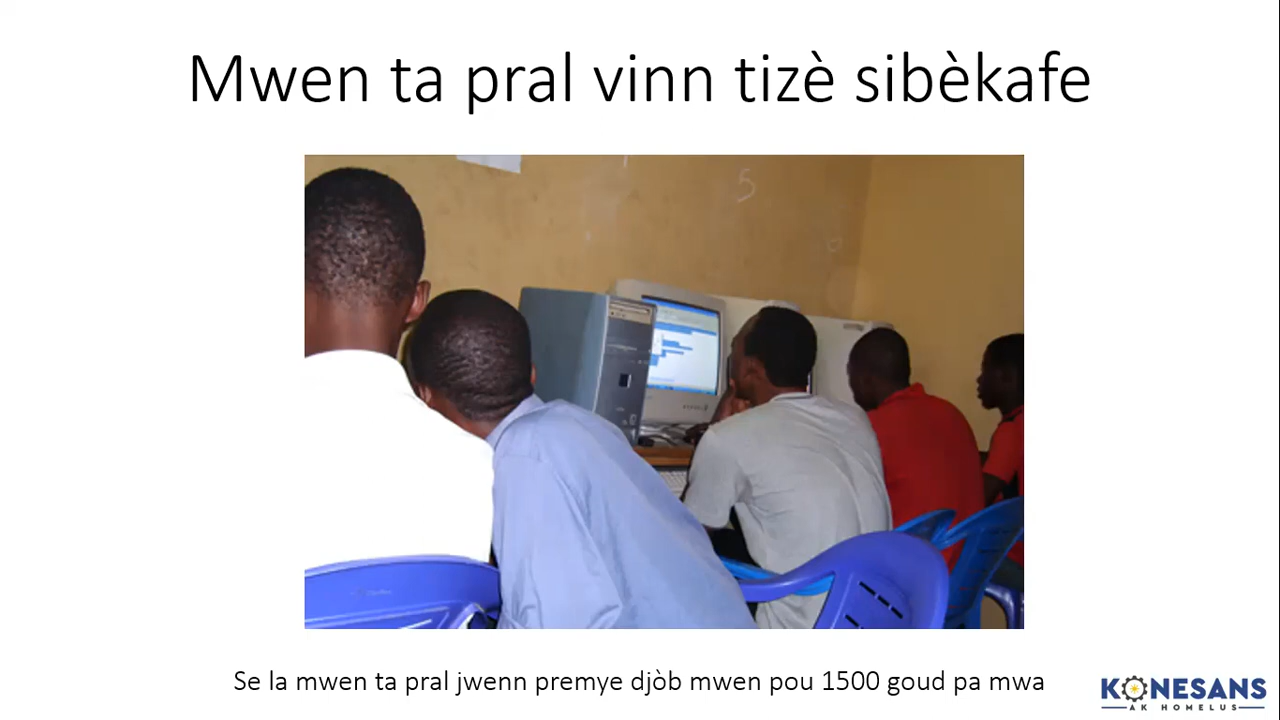 Mwen ta pral vinn tizè sibèkafe
5
Se la mwen ta pral jwenn premye djòb mwen pou 1500 goud pa mwa
KONESANS
AK HOMELUS